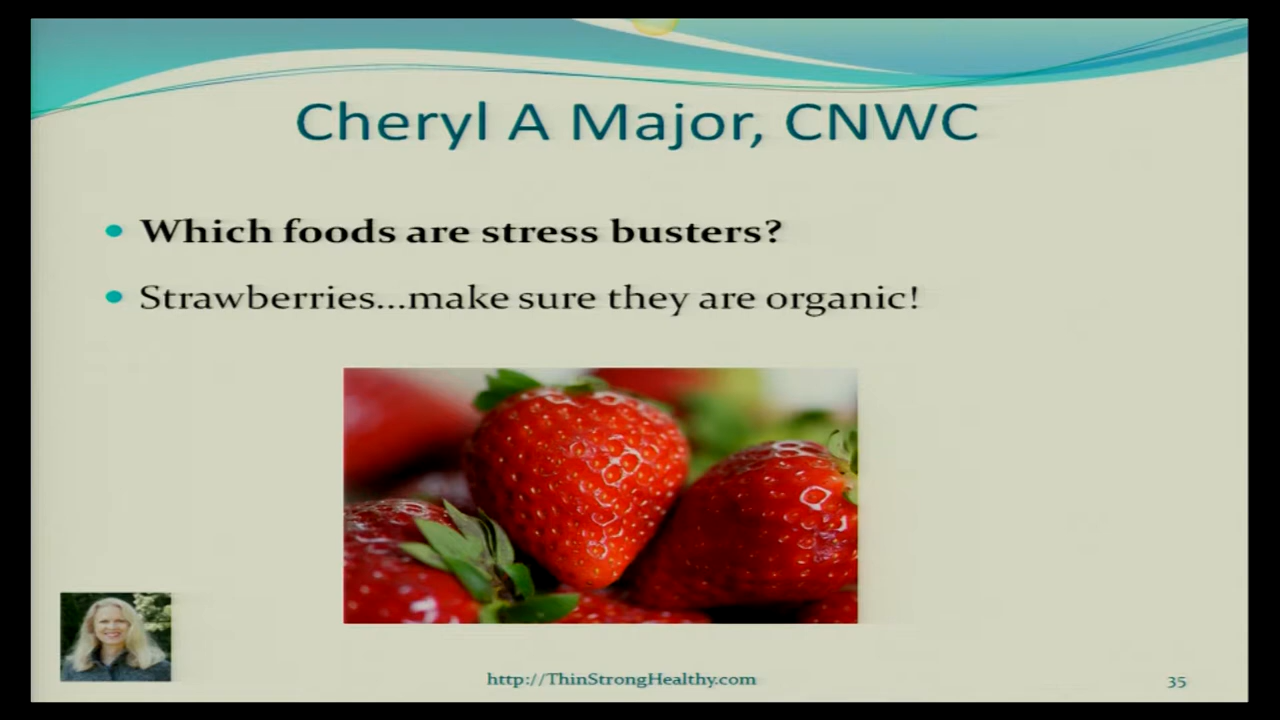 Cheryl A Major, CNWC
Which foods are stress busters?
Strawberries...make sure they are organic!
http://ThinStrongHealthy.com
35